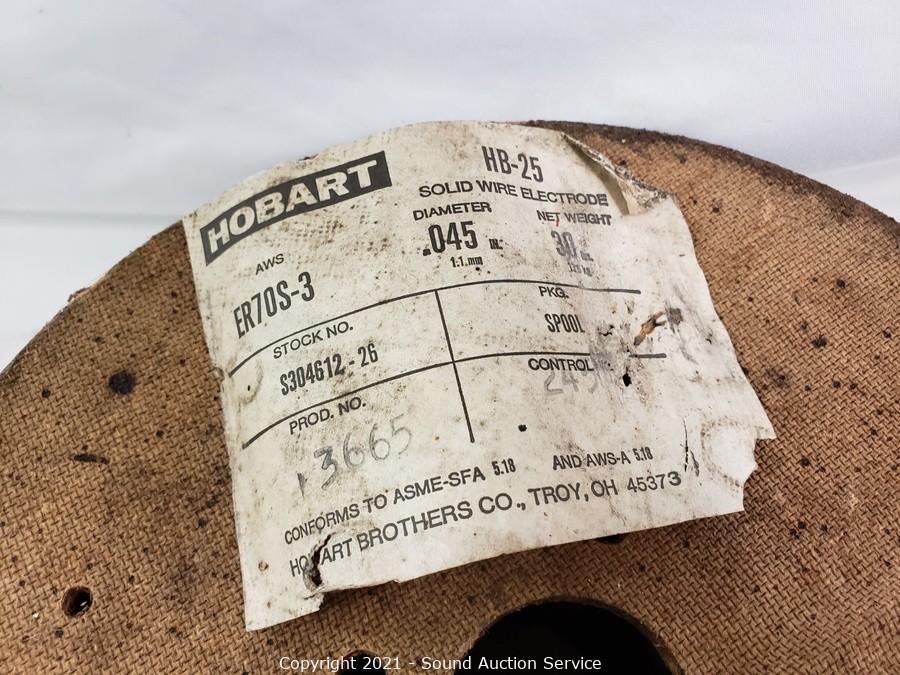 HOBART
HB-25
SOLID WIRE ELECTRODE
DIAMETER
.045 IN.
1.1.mm
NET WEIGHT
30
AWS
ER70S-3
STOCK NO.
S304612-26
PKG.
SPOOL
PROD. NO.
13665
CONTROL
CONFORMS TO ASME-SFA 5.18 AND AWS-A 5.18
HOBART BROTHERS CO., TROY, OH 45373
Copyright 2021 - Sound Auction Service